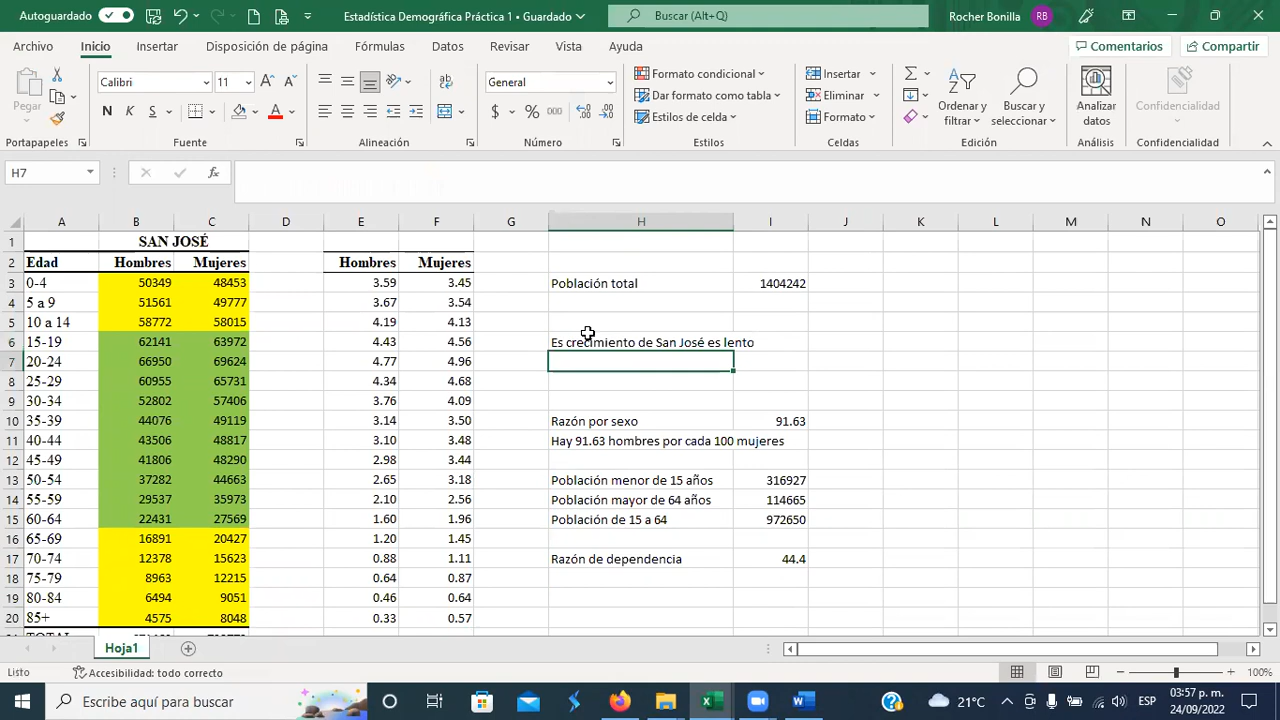 Autoguardado
Estadística Demográfica Práctica 1 • Guardado
Buscar (Alt+Q)
Rocher Bonilla
RB
Archivo Inicio Insertar Disposición de página Fórmulas Datos Revisar Vista Ayuda
Comentarios
Compartir
Pegar
Calibri
11
N K S
General
Formato condicional
Dar formato como tabla
Estilos de celda
Insertar
Eliminar
Formato
Ordenar y filtrar
Buscar y seleccionar
Analizar datos
Confidencialidad
Portapapeles Fuente Alineación Número Estilos Celdas Edición Análisis Confidencialidad
H7
fx
A B C D E F G H I J K L M N O
1 SAN JOSÉ
2 Edad Hombres Mujeres Hombres Mujeres
3 0-4 50349 48453 3.59 3.45 Población total 1404242
4 5 a 9 51561 49777 3.67 3.54
5 10 a 14 58772 58015 4.19 4.13
6 15-19 62141 63972 4.43 4.56 Es crecimiento de San José es lento
7 20-24 66950 69624 4.77 4.96
8 25-29 60955 65731 4.34 4.68
9 30-34 52802 57406 3.76 4.09
10 35-39 44076 49119 3.14 3.50 Razón por sexo 91.63
11 40-44 43506 48817 3.10 3.48 Hay 91.63 hombres por cada 100 mujeres
12 45-49 41806 48290 2.98 3.44
13 50-54 37282 44663 2.65 3.18 Población menor de 15 años 316927
14 55-59 29537 35973 2.10 2.56 Población mayor de 64 años 114665
15 60-64 22431 27569 1.60 1.96 Población de 15 a 64 972650
16 65-69 16891 20427 1.20 1.45
17 70-74 12378 15623 0.88 1.11 Razón de dependencia 44.4
18 75-79 8963 12215 0.64 0.87
19 80-84 6494 9051 0.46 0.64
20 85+ 4575 8048 0.33 0.57
Hoja1
Listo
Accesibilidad: todo correcto
100%
Escribe aquí para buscar
21°C
ESP
03:57 p. m.
24/09/2022